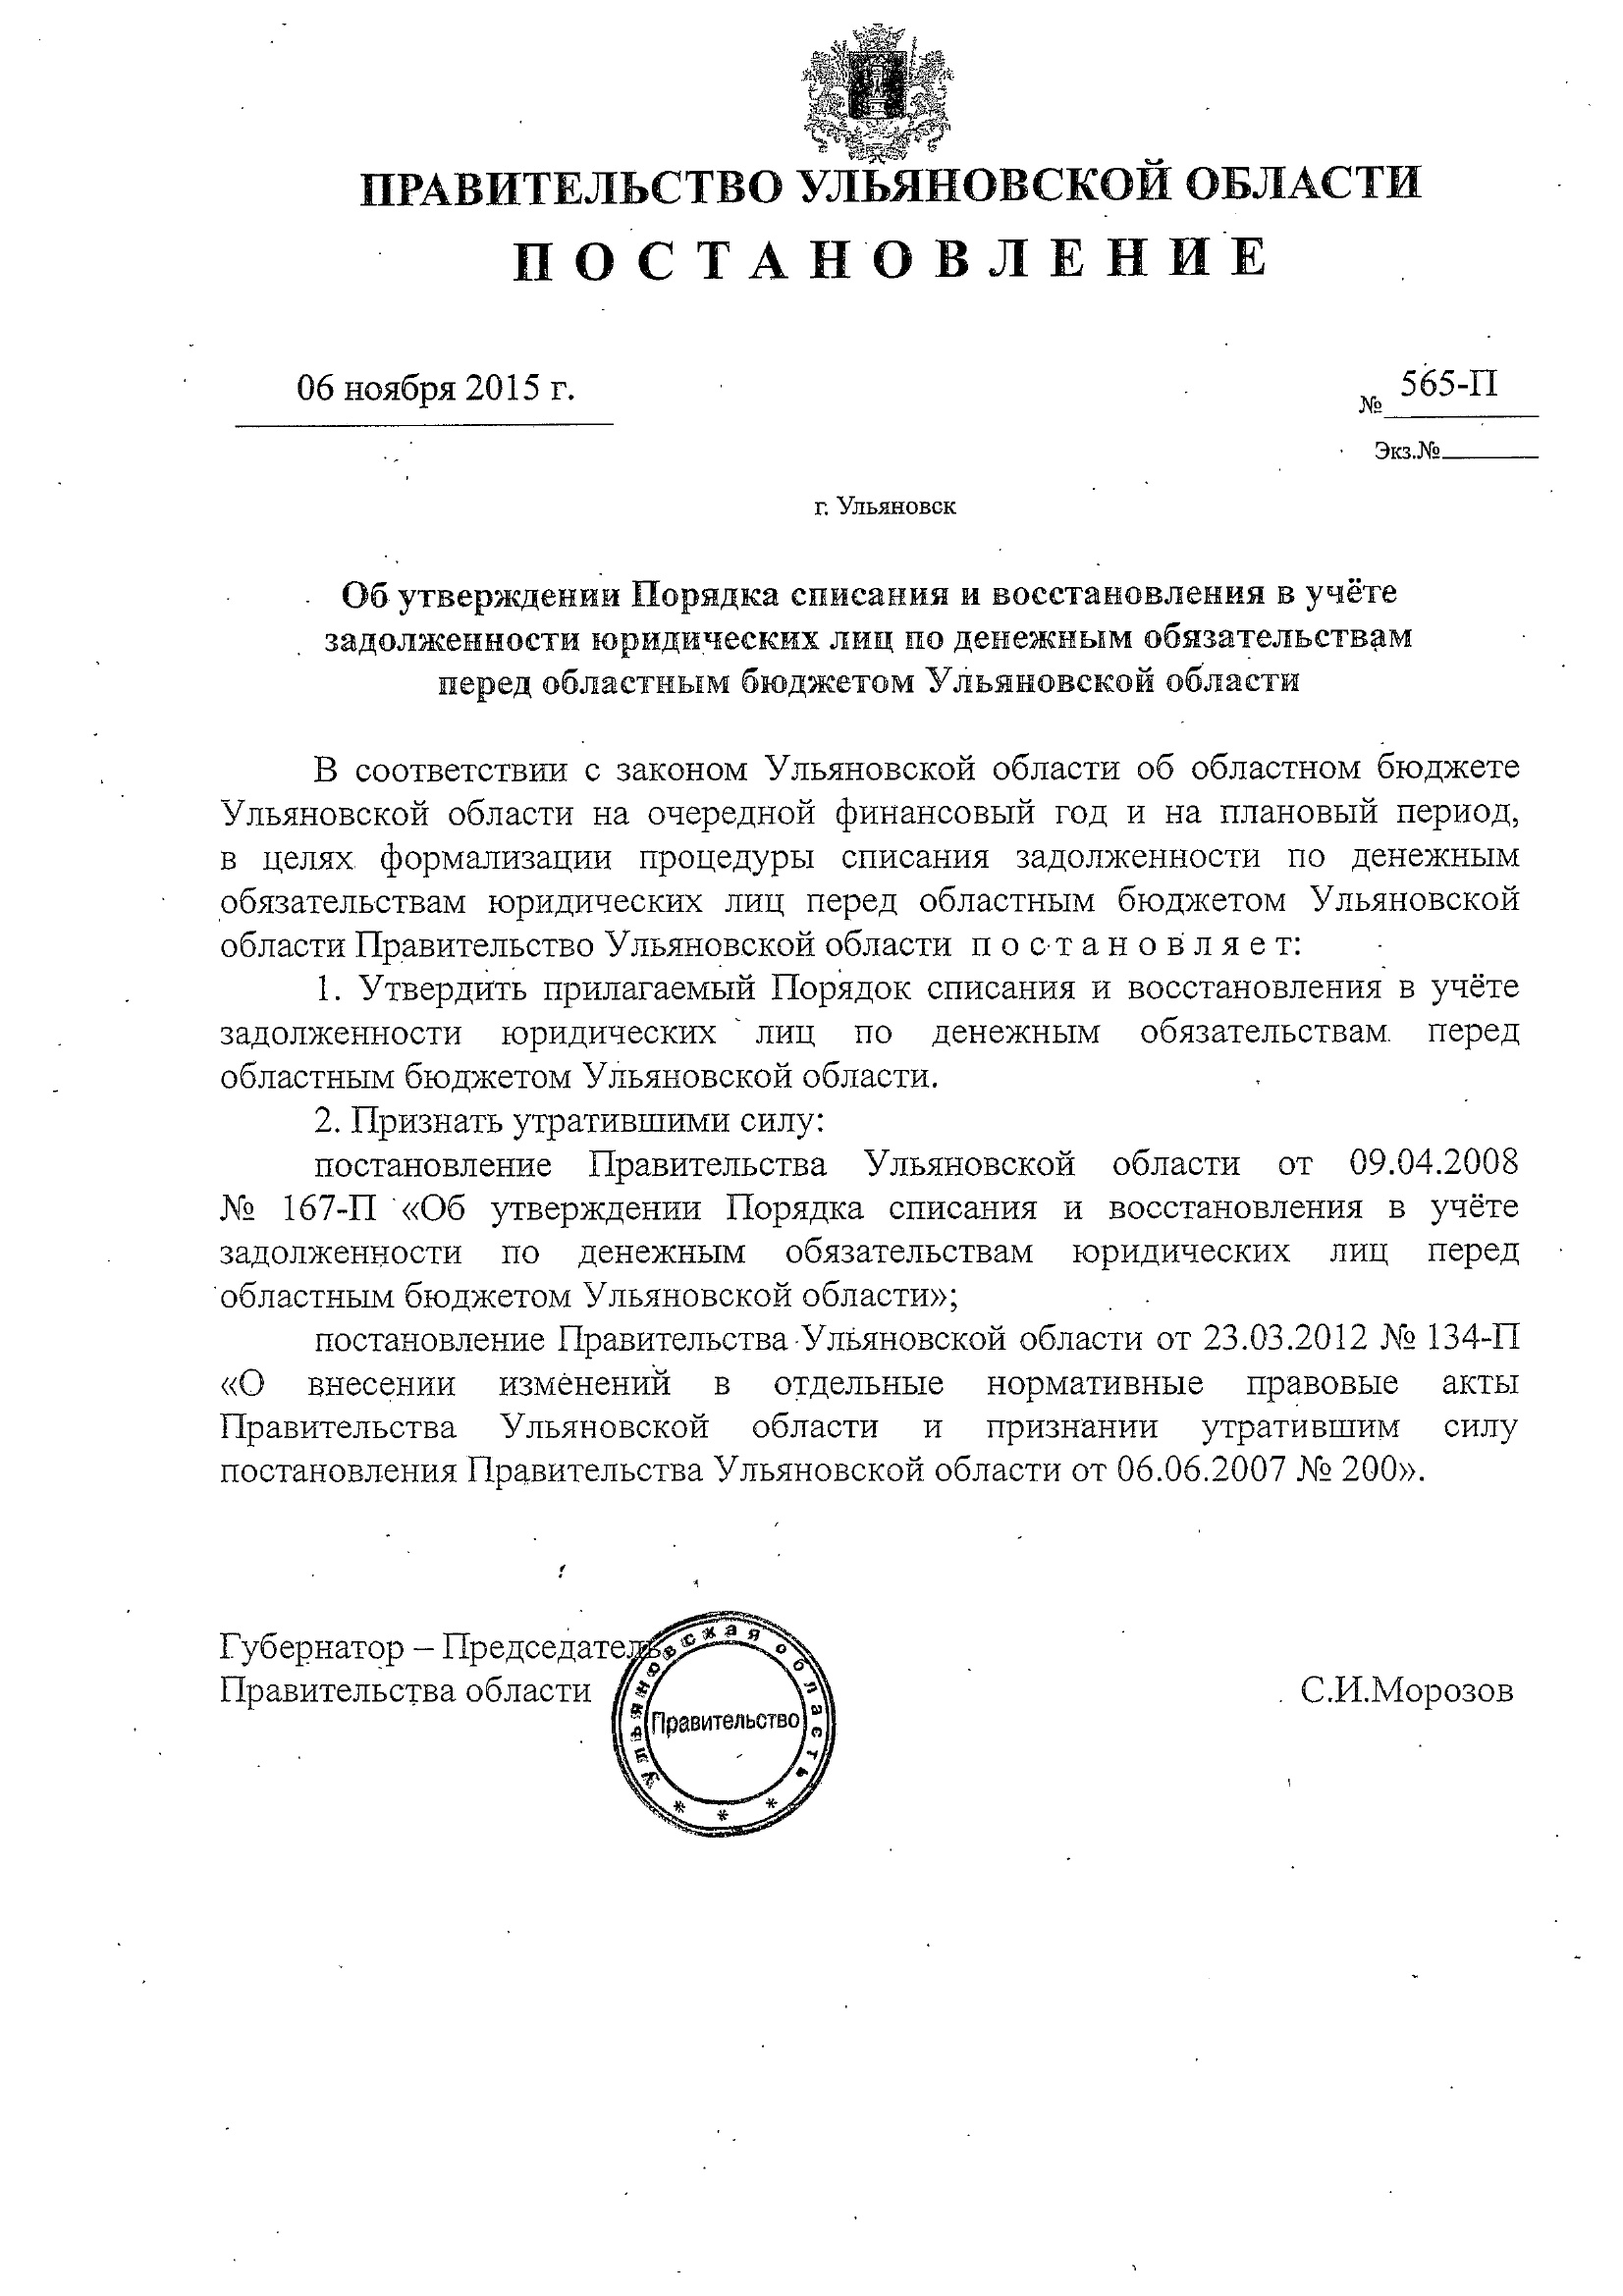 ПРАВИТЕЛЬСТВО УЛЬЯНОВСКОЙ ОБЛАСТИ
П О С Т А Н О В Л Е Н И Е
06 ноября 2015 г.
№ 565-П
Экз.№
г. Ульяновск
Об утверждении Порядка списания и восстановления в учёте
задолженности юридических лиц по денежным обязательствам
перед областным бюджетом Ульяновской области
В соответствии с законом Ульяновской области об областном бюджете
Ульяновской области на очередной финансовый год и на плановый период,
в целях формализации процедуры списания задолженности по денежным
обязательствам юридических лиц перед областным бюджетом Ульяновской
области Правительство Ульяновской области п о с т а н о в л я е т:
1. Утвердить прилагаемый Порядок списания и восстановления в учёте
задолженности юридических лиц по денежным обязательствам перед
областным бюджетом Ульяновской области.
2. Признать утратившими силу:
постановление Правительства Ульяновской области от 09.04.2008
№ 167-П «Об утверждении Порядка списания и восстановления в учёте
задолженности по денежным обязательствам юридических лиц перед
областным бюджетом Ульяновской области»;
постановление Правительства Ульяновской области от 23.03.2012 № 134-П
«О внесении изменений в отдельные нормативные правовые акты
Правительства Ульяновской области и признании утратившим силу
постановления Правительства Ульяновской области от 06.06.2007 № 200».
Губернатор – Председатель
Правительства области
С.И.Морозов
Ульяновская область
Правительство
* * *